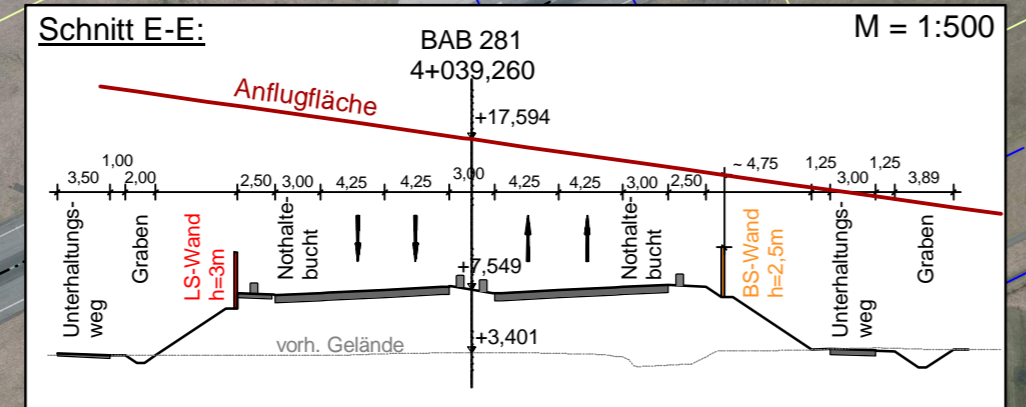 Schnitt E-E:
M = 1:500
BAB 281
4+039,260
Anflugfläche
+17,594
3,50
1,00
2,00
2,50
3,00
4,25
4,25
3,00
4,25
4,25
3,00
2,50
~ 4,75
1,25
3,00
1,25
3,89
Unterhaltungs-
weg
Graben
LS-Wand
h=3m
Nothalte-
bucht
Nothalte-
bucht
BS-Wand
h=2,5m
Unterhaltungs-
weg
Graben
+7,549
+3,401
vorh. Gelände